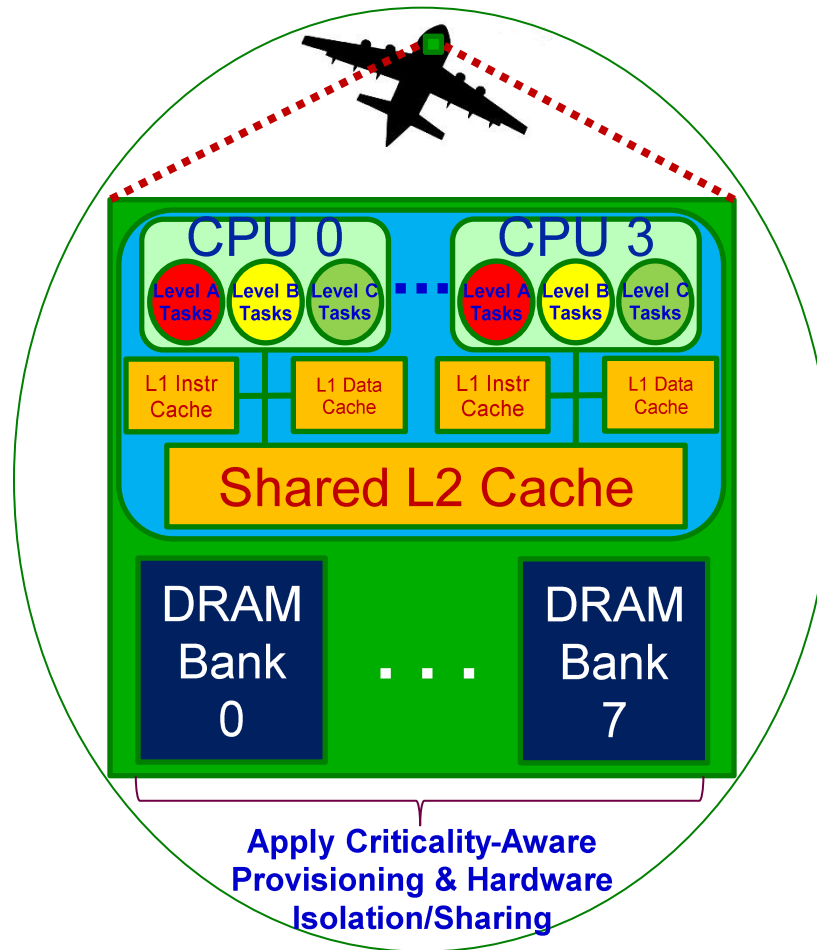 CPU 0
CPU 3
Level A
Tasks
Level B
Tasks
Level C
Tasks
Level A
Tasks
Level B
Tasks
Level C
Tasks
L1 Instr
Cache
L1 Data
Cache
L1 Instr
Cache
L1 Data
Cache
Shared L2 Cache
DRAM
Bank
0
. . .
DRAM
Bank
7
Apply Criticality-Aware
Provisioning & Hardware
Isolation/Sharing